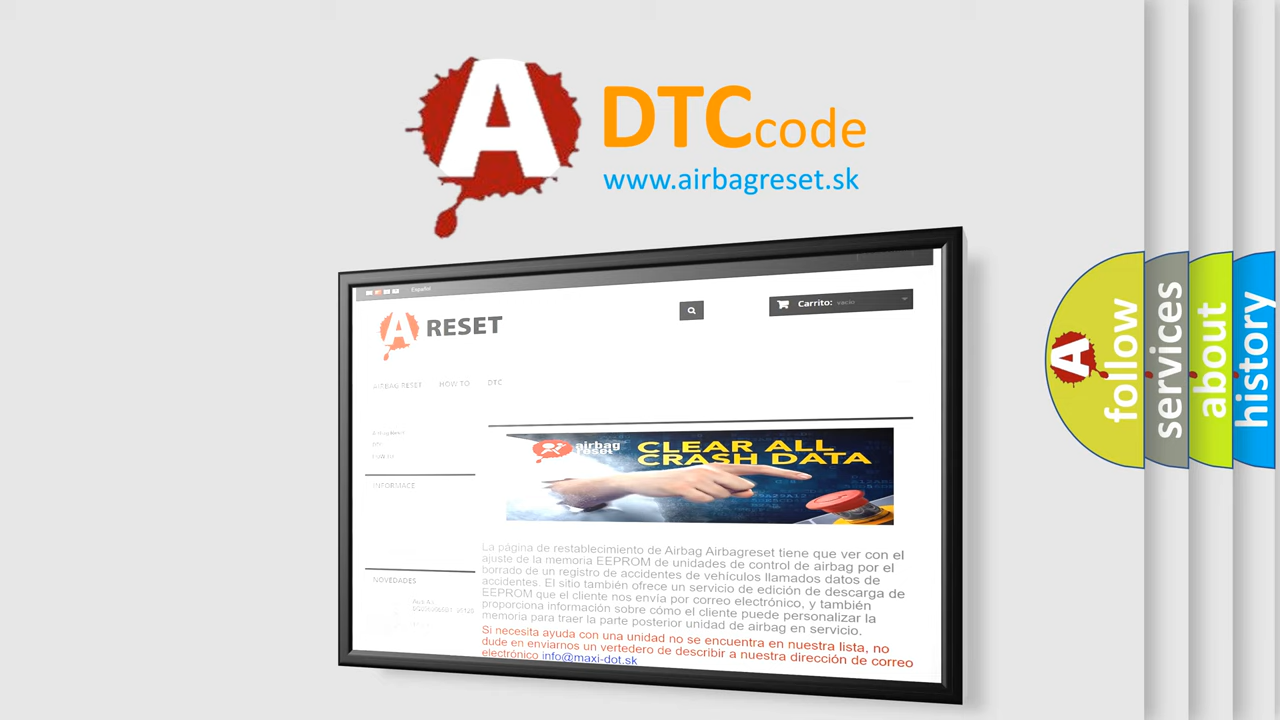 A
DTCcode
www.airbagreset.sk
Español
A RESET
Carrito: vacío
AIRBAG RESET HOW TO DTC
Airbag Reset
DTC
INFORMACE
NOVEDADES
airbag
reset
CLEAR ALL
CRASH DATA
La página de restablecimiento de Airbag Airbagreset tiene que ver con el
ajuste de la memoria EEPROM de unidades de control de airbag por el
borrado de un registro de accidentes de vehículos llamados datos de
accidentes. El sitio también ofrece un servicio de edición de descarga de
EEPROM que el cliente nos envía por correo electrónico, y también
proporciona información sobre cómo el cliente puede personalizar la
memoria para traer la parte posterior unidad de airbag en servicio.
Si necesita ayuda con una unidad no se encuentra en nuestra lista, no
dude en enviarnos un vertedero de describir a nuestra dirección de correo
electrónico info@maxi-dot.sk
A
follow
services
about
history